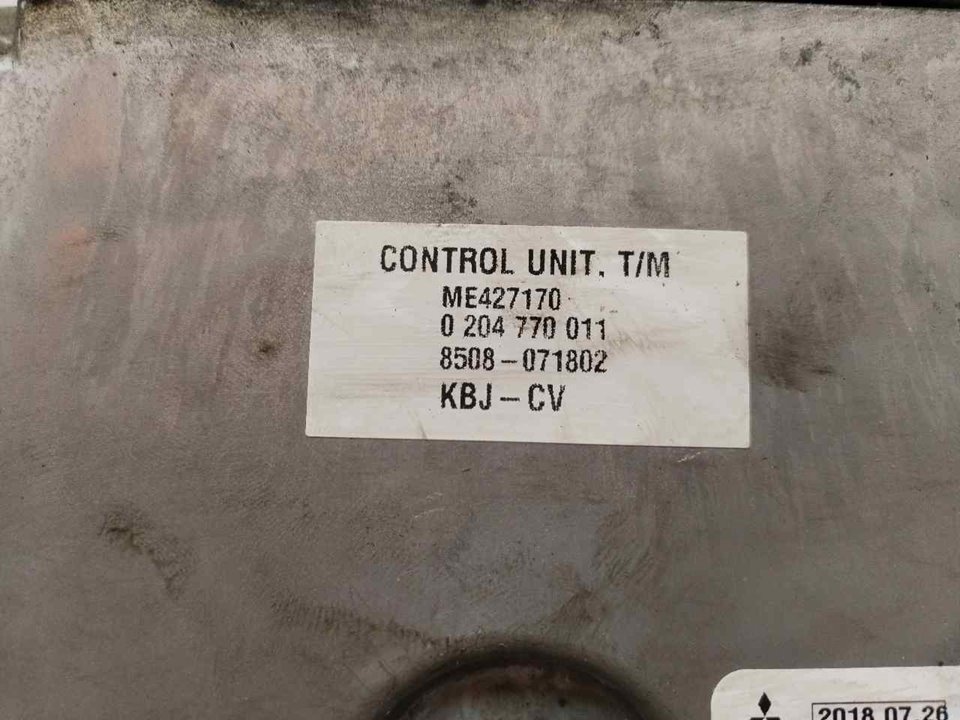 CONTROL UNIT, T/M
ME427170
0 204 770 011
8508-071802
KBJ-CV
2018.07.26